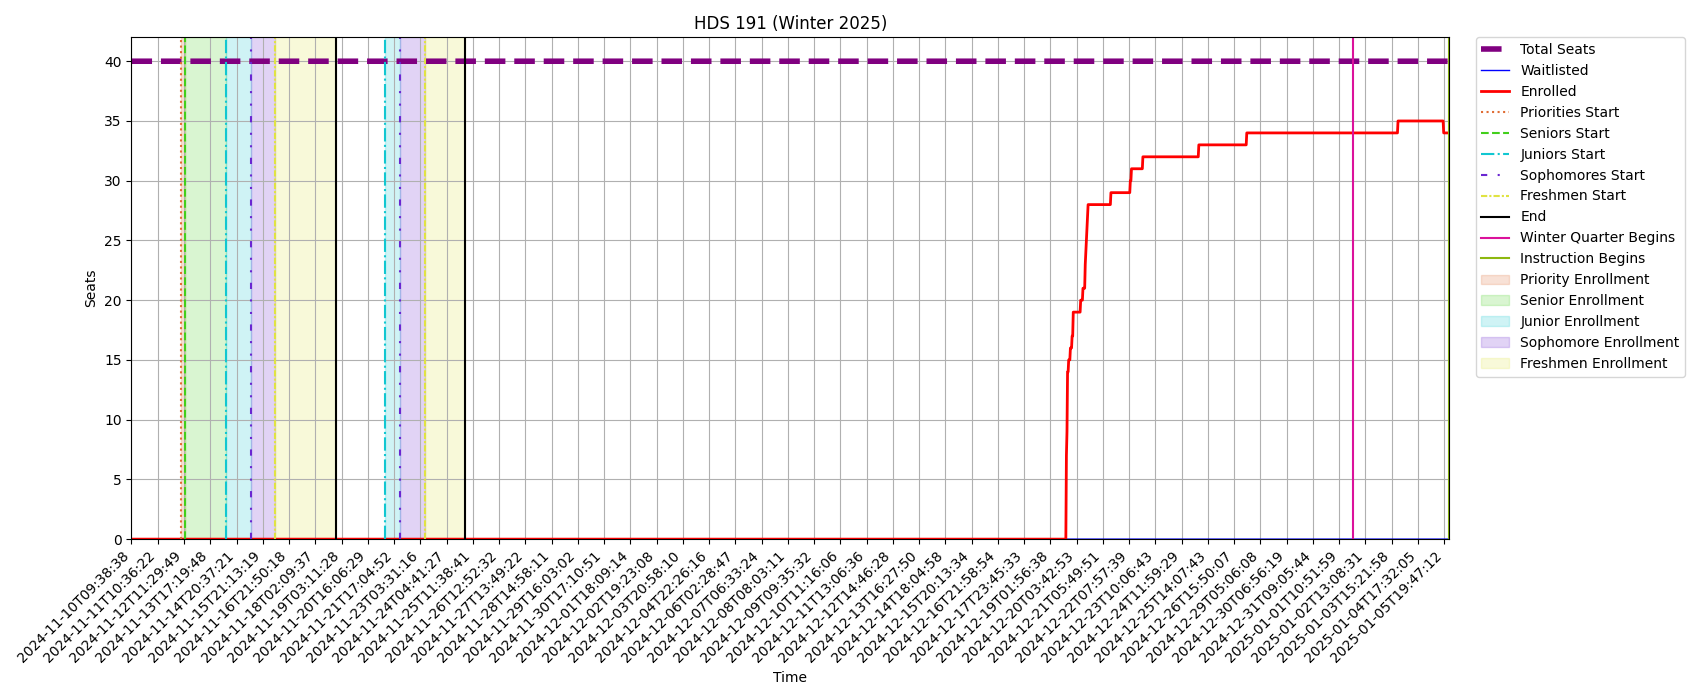 HDS 191 (Winter 2025)
Seats
40
35
30
25
20
15
10
5
0
2024-11-10T09:38:38
2024-11-11T10:36:22
2024-11-12T11:29:49
2024-11-13T17:19:48
2024-11-14T20:37:21
2024-11-15T21:13:19
2024-11-16T21:50:18
2024-11-18T02:09:37
2024-11-19T03:11:28
2024-11-20T16:06:29
2024-11-21T17:04:52
2024-11-23T03:31:16
2024-11-24T04:41:27
2024-11-25T11:38:41
2024-11-26T12:52:32
2024-11-27T13:49:22
2024-11-28T14:58:11
2024-11-29T16:03:02
2024-11-30T17:10:51
2024-12-01T18:09:14
2024-12-02T19:23:08
2024-12-03T20:58:10
2024-12-04T22:26:16
2024-12-06T02:28:47
2024-12-07T06:33:24
2024-12-08T08:03:11
2024-12-09T09:35:32
2024-12-10T11:16:06
2024-12-11T13:06:36
2024-12-12T14:46:28
2024-12-13T16:27:50
2024-12-14T18:04:58
2024-12-15T20:13:34
2024-12-16T21:58:54
2024-12-17T23:45:33
2024-12-19T01:56:38
2024-12-20T03:42:53
2024-12-21T05:49:51
2024-12-22T07:57:39
2024-12-23T10:06:43
2024-12-24T11:59:29
2024-12-25T14:07:43
2024-12-26T15:50:07
2024-12-29T05:06:08
2024-12-30T06:56:19
2024-12-31T09:05:44
2025-01-01T10:51:59
2025-01-02T13:08:31
2025-01-03T15:21:58
2025-01-04T17:32:05
2025-01-05T19:47:12
Time
Total Seats
Waitlisted
Enrolled
Priorities Start
Seniors Start
Juniors Start
Sophomores Start
Freshmen Start
End
Winter Quarter Begins
Instruction Begins
Priority Enrollment
Senior Enrollment
Junior Enrollment
Sophomore Enrollment
Freshmen Enrollment